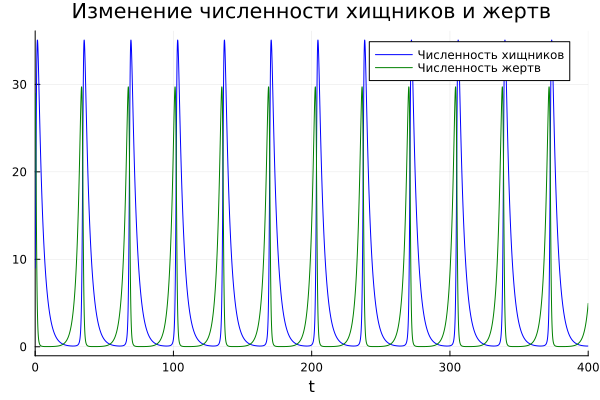 Изменение численности хищников и жертв
Численность хищников
Численность жертв
30
20
10
0
0 100 200 300 400
t